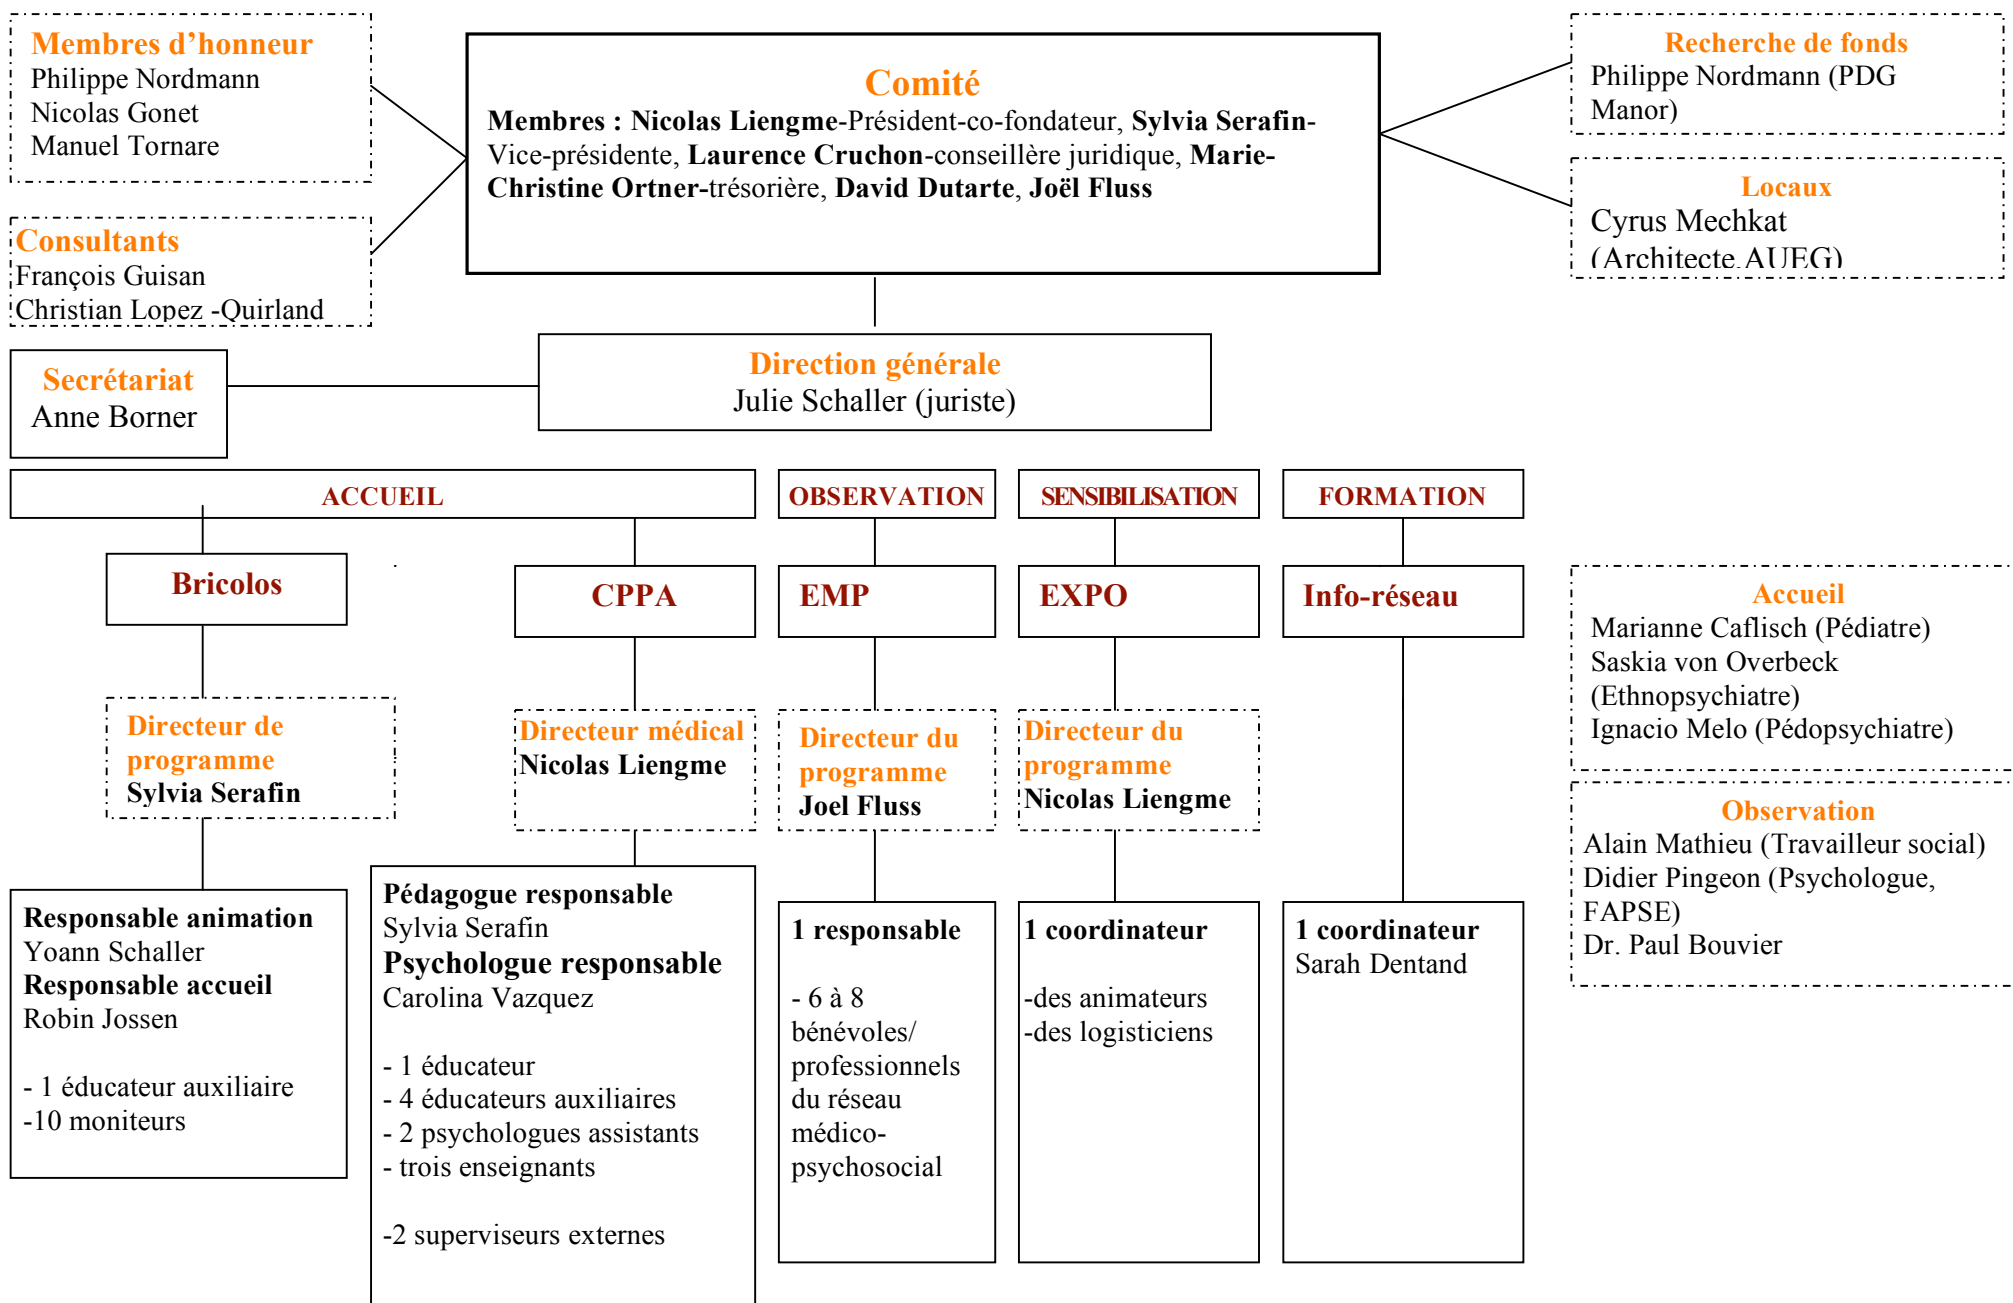 Membres d’honneur
Philippe Nordmann
Nicolas Gonet
Manuel Tornare
Consultants
François Guisan
Christian Lopez -Quirland
Comité
Membres : Nicolas Liengme-Président-co-fondateur, Sylvia Serafin-
Vice-présidente, Laurence Cruchon-conseillère juridique, Marie-
Christine Ortner-trésorière, David Dutarte, Joël Fluss
Recherche de fonds
Philippe Nordmann (PDG
Manor)
Locaux
Cyrus Mechkat
(Architecte.AUEG)
Secrétariat
Anne Borner
Direction générale
Julie Schaller (juriste)
ACCUEIL
OBSERVATION
SENSIBILISATION
FORMATION
Bricolos
CPPA
EMP
EXPO
Info-réseau
Directeur de
programme
Sylvia Serafin
Directeur médical
Nicolas Liengme
Directeur du
programme
Joel Fluss
Directeur du
programme
Nicolas Liengme
Responsable animation
Yoann Schaller
Responsable accueil
Robin Jossen
- 1 éducateur auxiliaire
-10 moniteurs
Pédagogue responsable
Sylvia Serafin
Psychologue responsable
Carolina Vazquez
- 1 éducateur
- 4 éducateurs auxiliaires
- 2 psychologues assistants
- trois enseignants
-2 superviseurs externes
1 responsable
- 6 à 8
bénévoles/
professionnels
du réseau
médico-
psychosocial
1 coordinateur
-des animateurs
-des logisticiens
1 coordinateur
Sarah Dentand
Accueil
Marianne Caflisch (Pédiatre)
Saskia von Overbeck
(Ethnopsychiatre)
Ignacio Melo (Pédopsychiatre)
Observation
Alain Mathieu (Travailleur social)
Didier Pingeon (Psychologue,
FAPSE)
Dr. Paul Bouvier